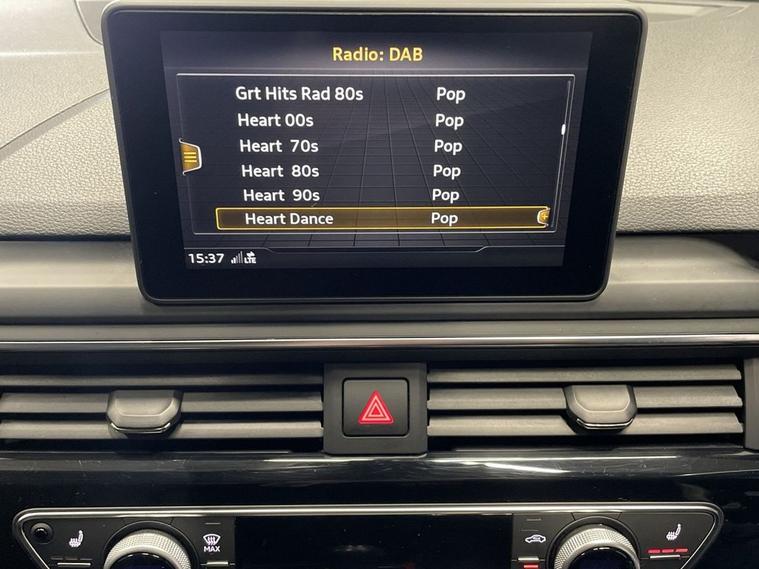 Radio: DAB
Grt Hits Rad 80s Pop
Heart 00s Pop
Heart 70s Pop
Heart 80s Pop
Heart 90s Pop
Heart Dance Pop
15:37 LTE
MAX